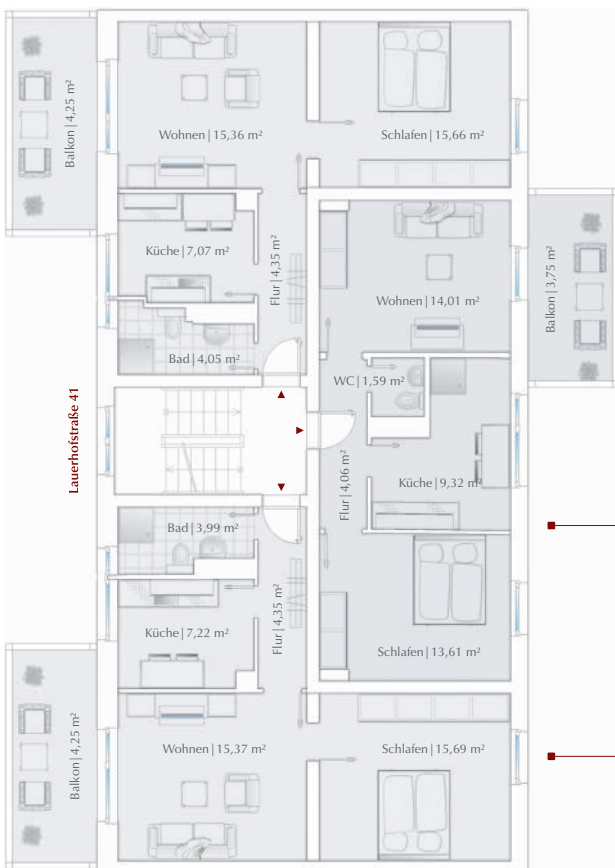 Wohnen | 15,36 m²
Schlafen | 15,66 m²
Balkon | 4,25 m²
Küche | 7,07 m²
Flur | 4,35 m²
Wohnen | 14,01 m²
Balkon | 3,75 m²
Bad | 4,05 m²
WC | 1,59 m²
Lauerhofstraße 41
Flur | 4,06 m²
Küche | 9,32 m²
Bad | 3,99 m²
Flur | 4,35 m²
Küche | 7,22 m²
Schlafen | 13,61 m²
Balkon | 4,25 m²
Wohnen | 15,37 m²
Schlafen | 15,69 m²